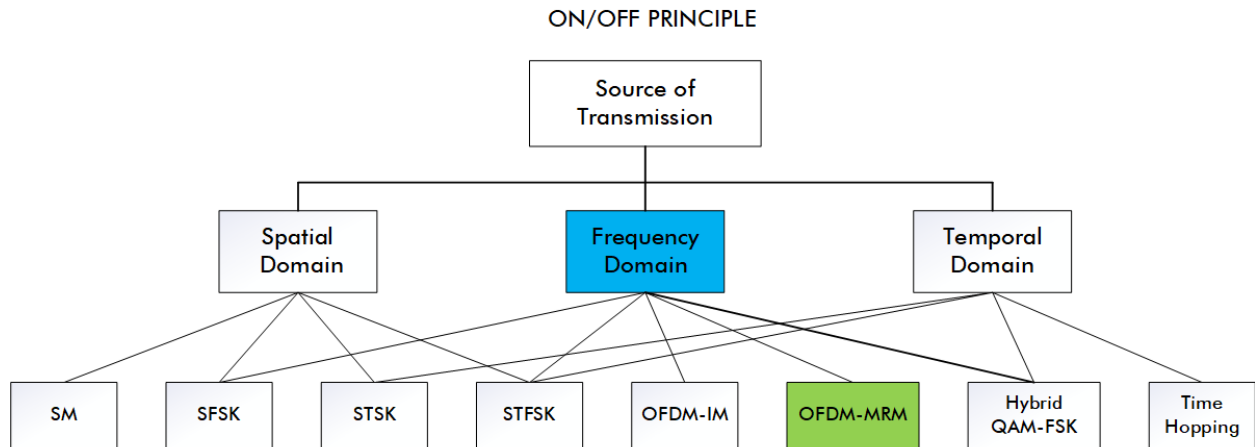 ON/OFF PRINCIPLE
Source of
Transmission
Spatial
Domain
Frequency
Domain
Temporal
Domain
SM
SFSK
STSK
STFSK
OFDM-IM
OFDM-MRM
Hybrid
QAM-FSK
Time
Hopping